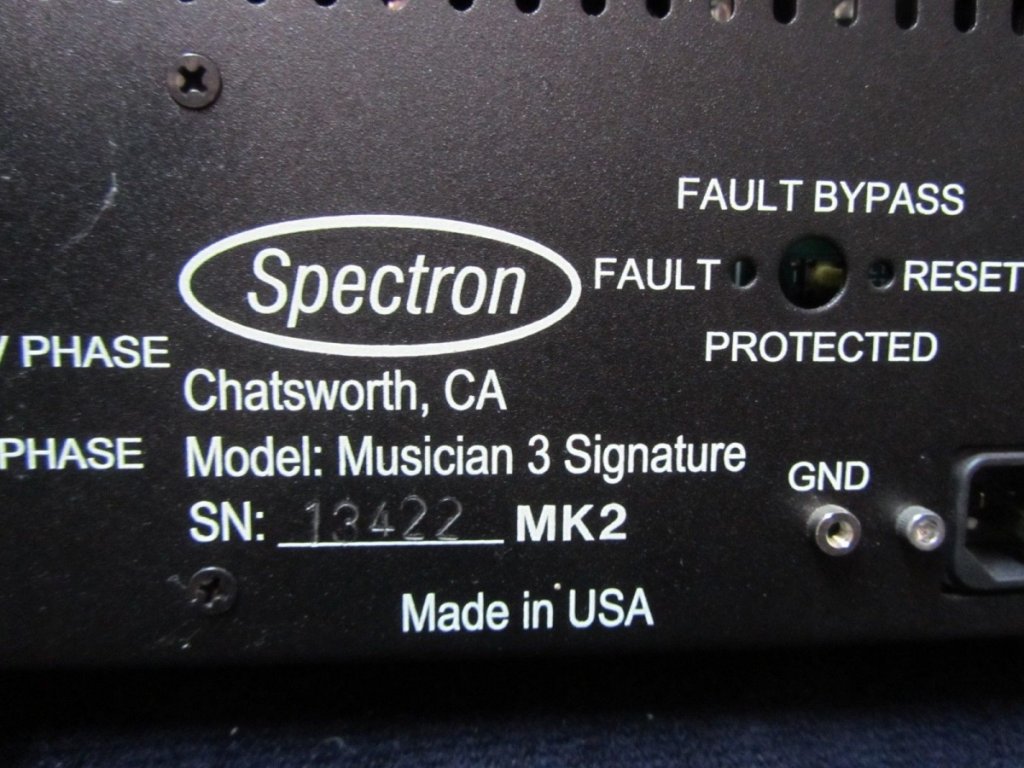 FAULT BYPASS
Spectron
FAULT
RESET
PHASE
PROTECTED
Chatsworth, CA
PHASE
Model: Musician 3 Signature
GND
SN: 13422 MK2
Made in USA